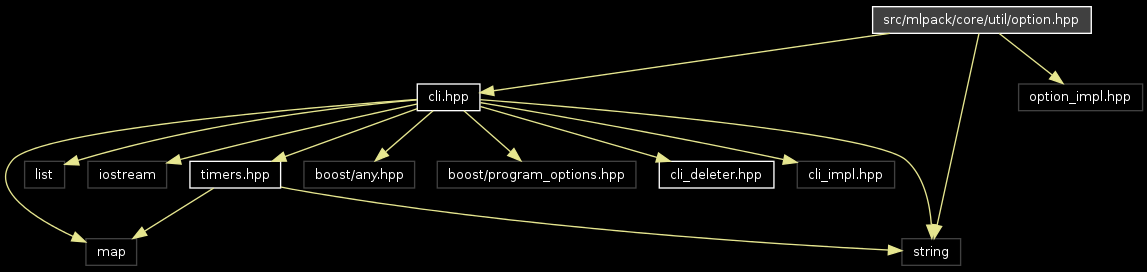 src/mlpack/core/util/option.hpp
cli.hpp
option_impl.hpp
list
iostream
timers.hpp
boost/any.hpp
boost/program_options.hpp
cli_deleter.hpp
cli_impl.hpp
map
string